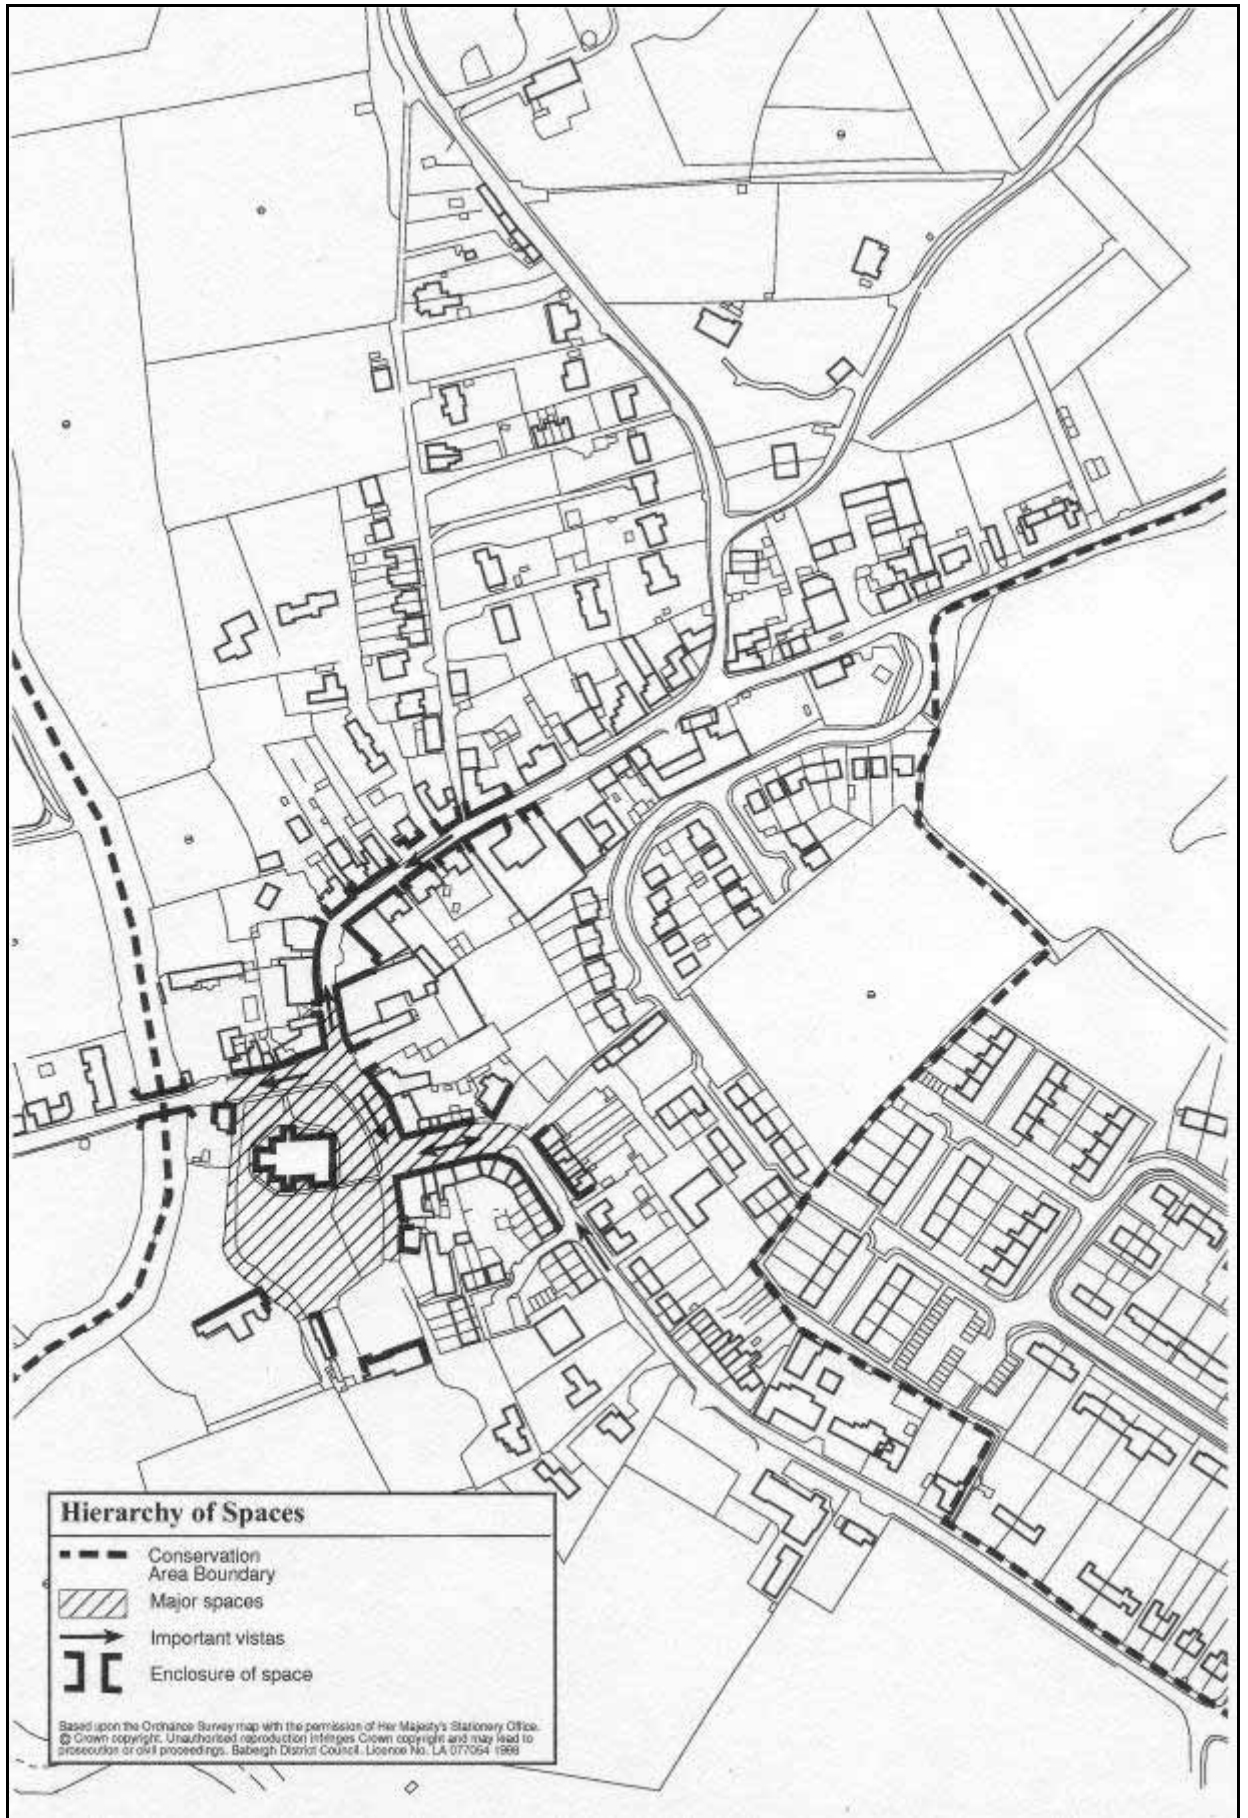 Hierarchy of Spaces
Conservation
Area Boundary
Major spaces
Important vistas
Enclosure of space
Based upon the Ordnance Survey map with the permission of Her Majesty's Stationery Office.
© Crown copyright. Unauthorised reproduction infringes Crown copyright and may lead to
prosecution or civil proceedings. Babergh District Council. Licence No. LA 077054 1998